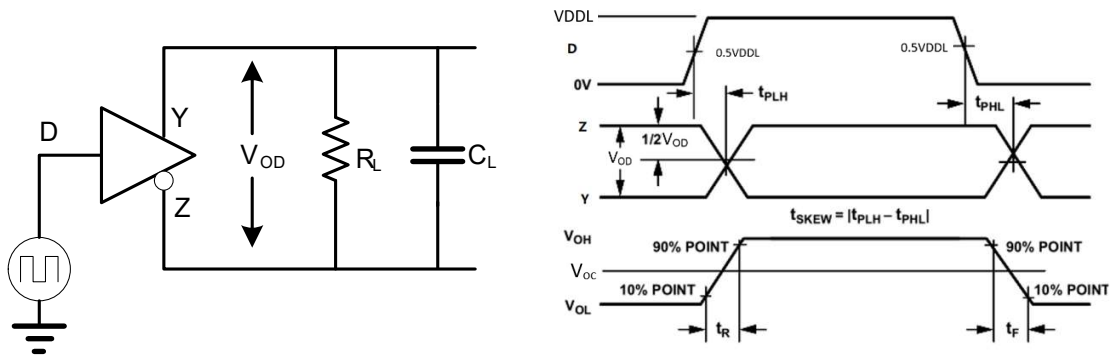 D
Y
Z
VOD
RL
CL
VDDL
D
0.5VDDL
0.5VDDL
0V
tPLH
tPHL
Z
1/2VOD
VOD
Y
tSKEW = |tPLH – tPHL|
VOH
90% POINT
90% POINT
VOC
10% POINT
10% POINT
VOL
tR
tF